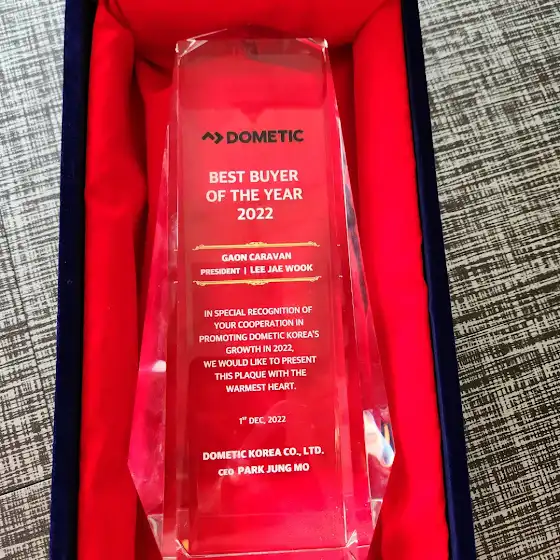 DOMETIC
BEST BUYER
OF THE YEAR
2022
GAON CARAVAN
PRESIDENT | LEE JAE WOOK
IN SPECIAL RECOGNITION OF
YOUR COOPERATION IN
PROMOTING DOMETIC KOREA'S
GROWTH IN 2022,
WE WOULD LIKE TO PRESENT
THIS PLAQUE WITH THE
WARMEST HEART.
1ST DEC, 2022
DOMETIC KOREA CO., LTD.
CEO PARK JUNG MO